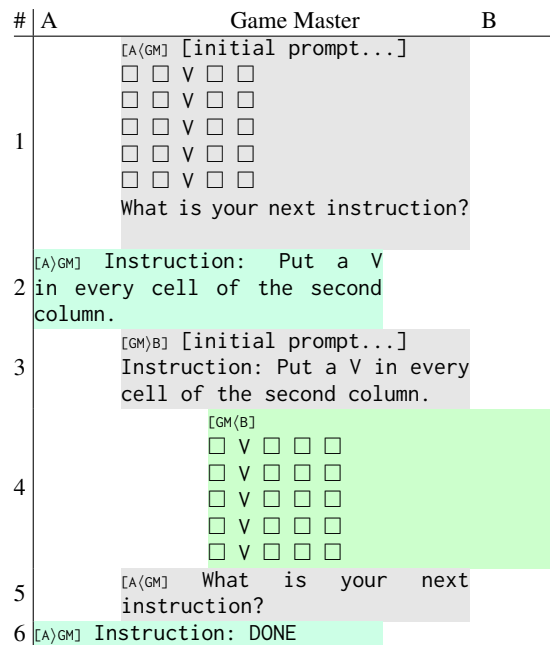 # A Game Master B
1
[A⟨GM] [initial prompt...]
□ □ V □ □
□ □ V □ □
□ □ V □ □
□ □ V □ □
□ □ V □ □
What is your next instruction?
2
[A⟩GM] Instruction: Put a V
in every cell of the second
column.
3
[GM⟩B] [initial prompt...]
Instruction: Put a V in every
cell of the second column.
4
[GM⟨B]
□ V □ □ □
□ V □ □ □
□ V □ □ □
□ V □ □ □
□ V □ □ □
5
[A⟨GM] What is your next
instruction?
6 [A⟩GM] Instruction: DONE